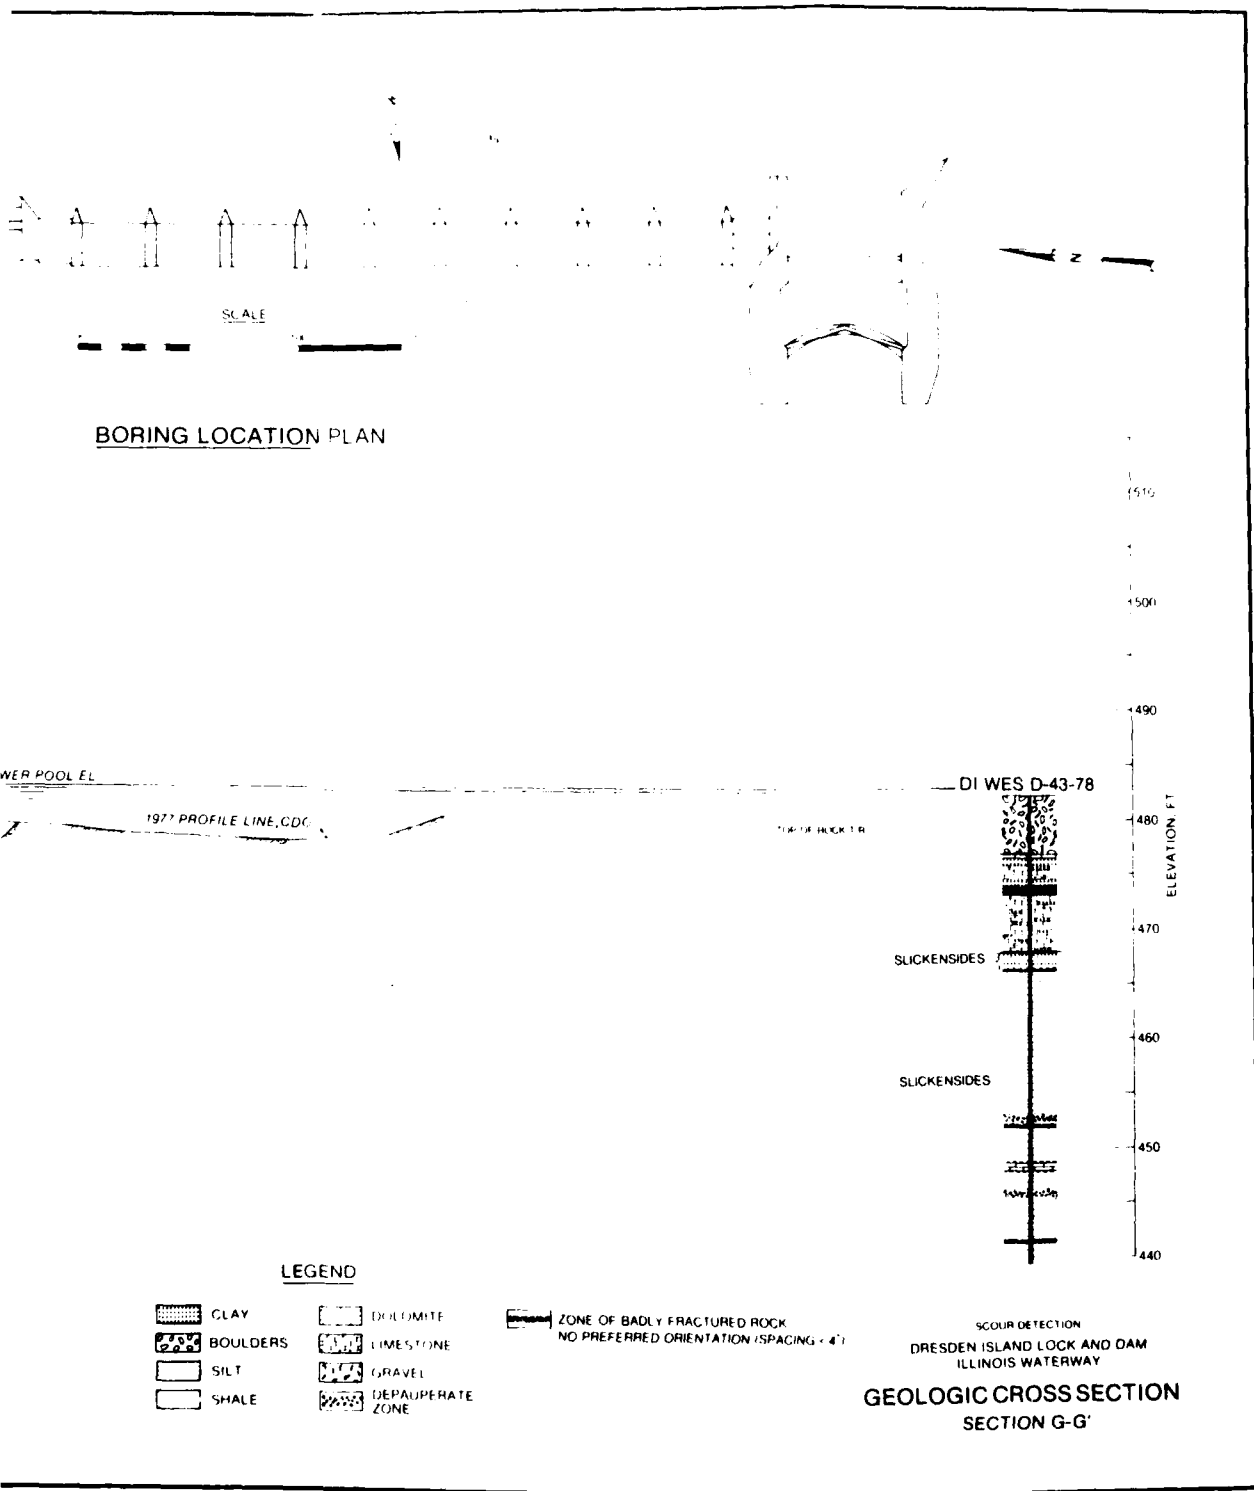 N
SCALE
BORING LOCATION PLAN
510
500
490
480
470
460
450
440
ELEVATION, FT
WER POOL EL
DI WES D-43-78
1977 PROFILE LINE, CDC
TOP OF ROCK
SLICKENSIDES
SLICKENSIDES
LEGEND
CLAY
BOULDERS
SILT
SHALE
DOLOMITE
LIMESTONE
GRAVEL
DEPAUPERATE
ZONE
ZONE OF BADLY FRACTURED ROCK
NO PREFERRED ORIENTATION (SPACING < 4")
SCOUR DETECTION
DRESDEN ISLAND LOCK AND DAM
ILLINOIS WATERWAY
GEOLOGIC CROSS SECTION
SECTION G-G'